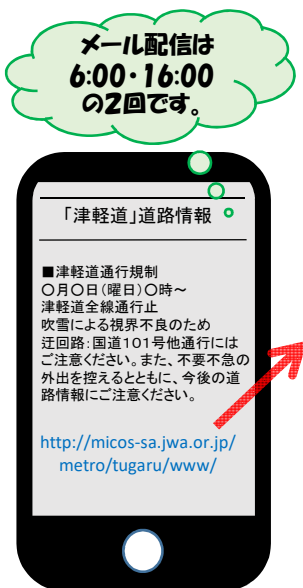 メール配信は
6:00・16:00
の2回です。
「津軽道」道路情報
■津軽道通行規制
〇月〇日(曜日)〇時～
津軽道全線通行止
吹雪による視界不良のため
迂回路:国道101号他通行には
ご注意ください。また、不要不急の
外出を控えるとともに、今後の道
路情報にご注意ください。
http://micos-sa.jwa.or.jp/
metro/tugaru/www/